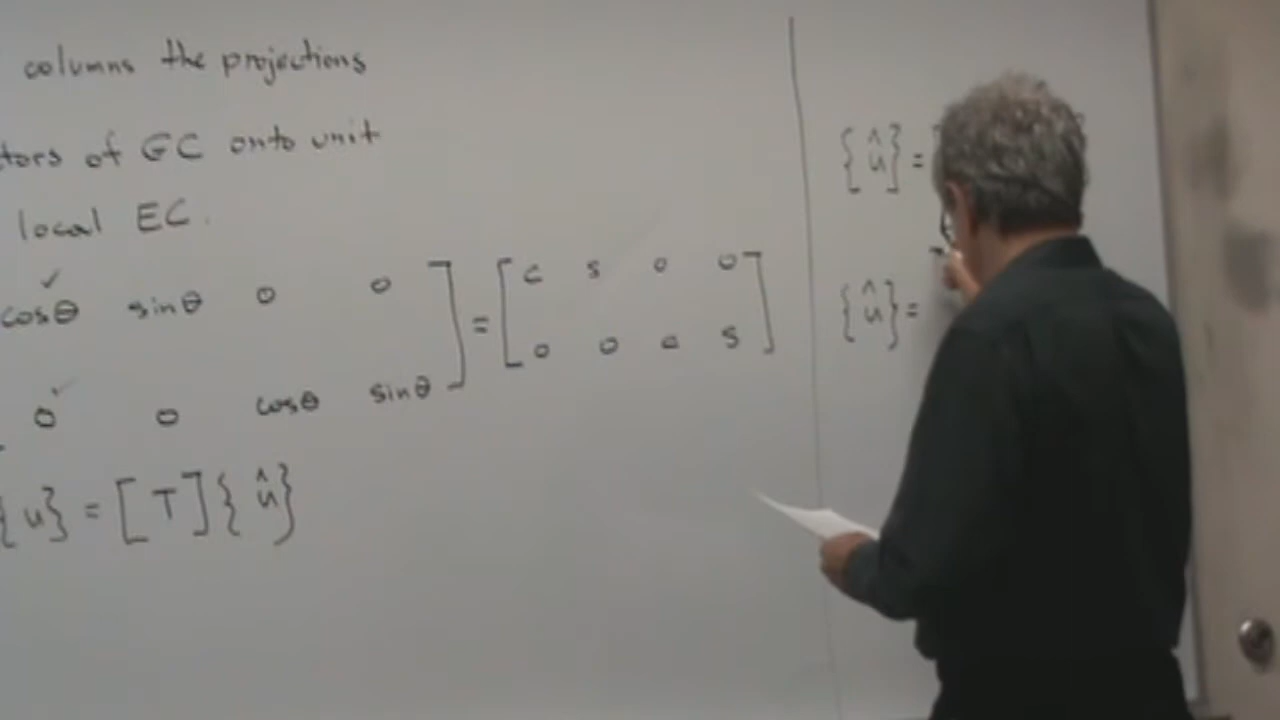 columns the projections
tors of GC onto unit
local EC.
cosθ sinθ 0 0 ] = [ c s 0 0 ]
0 0 cosθ sinθ ] [ 0 0 0 s ]
{u} = [T]{û}
{û} =
{û} =